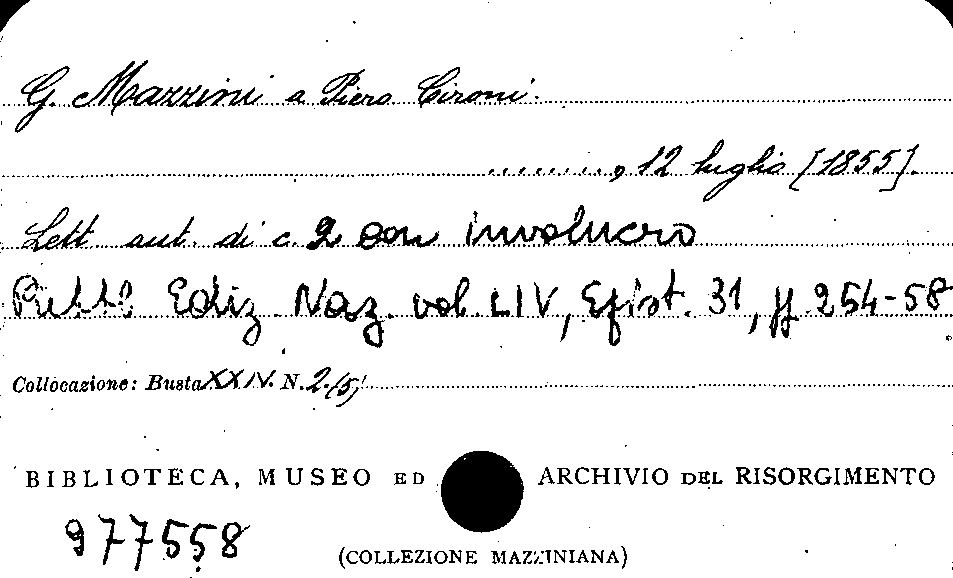 G. Mazzini a Piero Cironi.
........., 12 luglio [1855].
Lett. aut. di c. 2 con involucro
Pubbl Ediz. Naz. vol. LIV, Epist. 31, pp. 254-58
Collocazione: Busta XXIV. N. 2 (5)
BIBLIOTECA, MUSEO ED ARCHIVIO DEL RISORGIMENTO
977558
(COLLEZIONE MAZZINIANA)